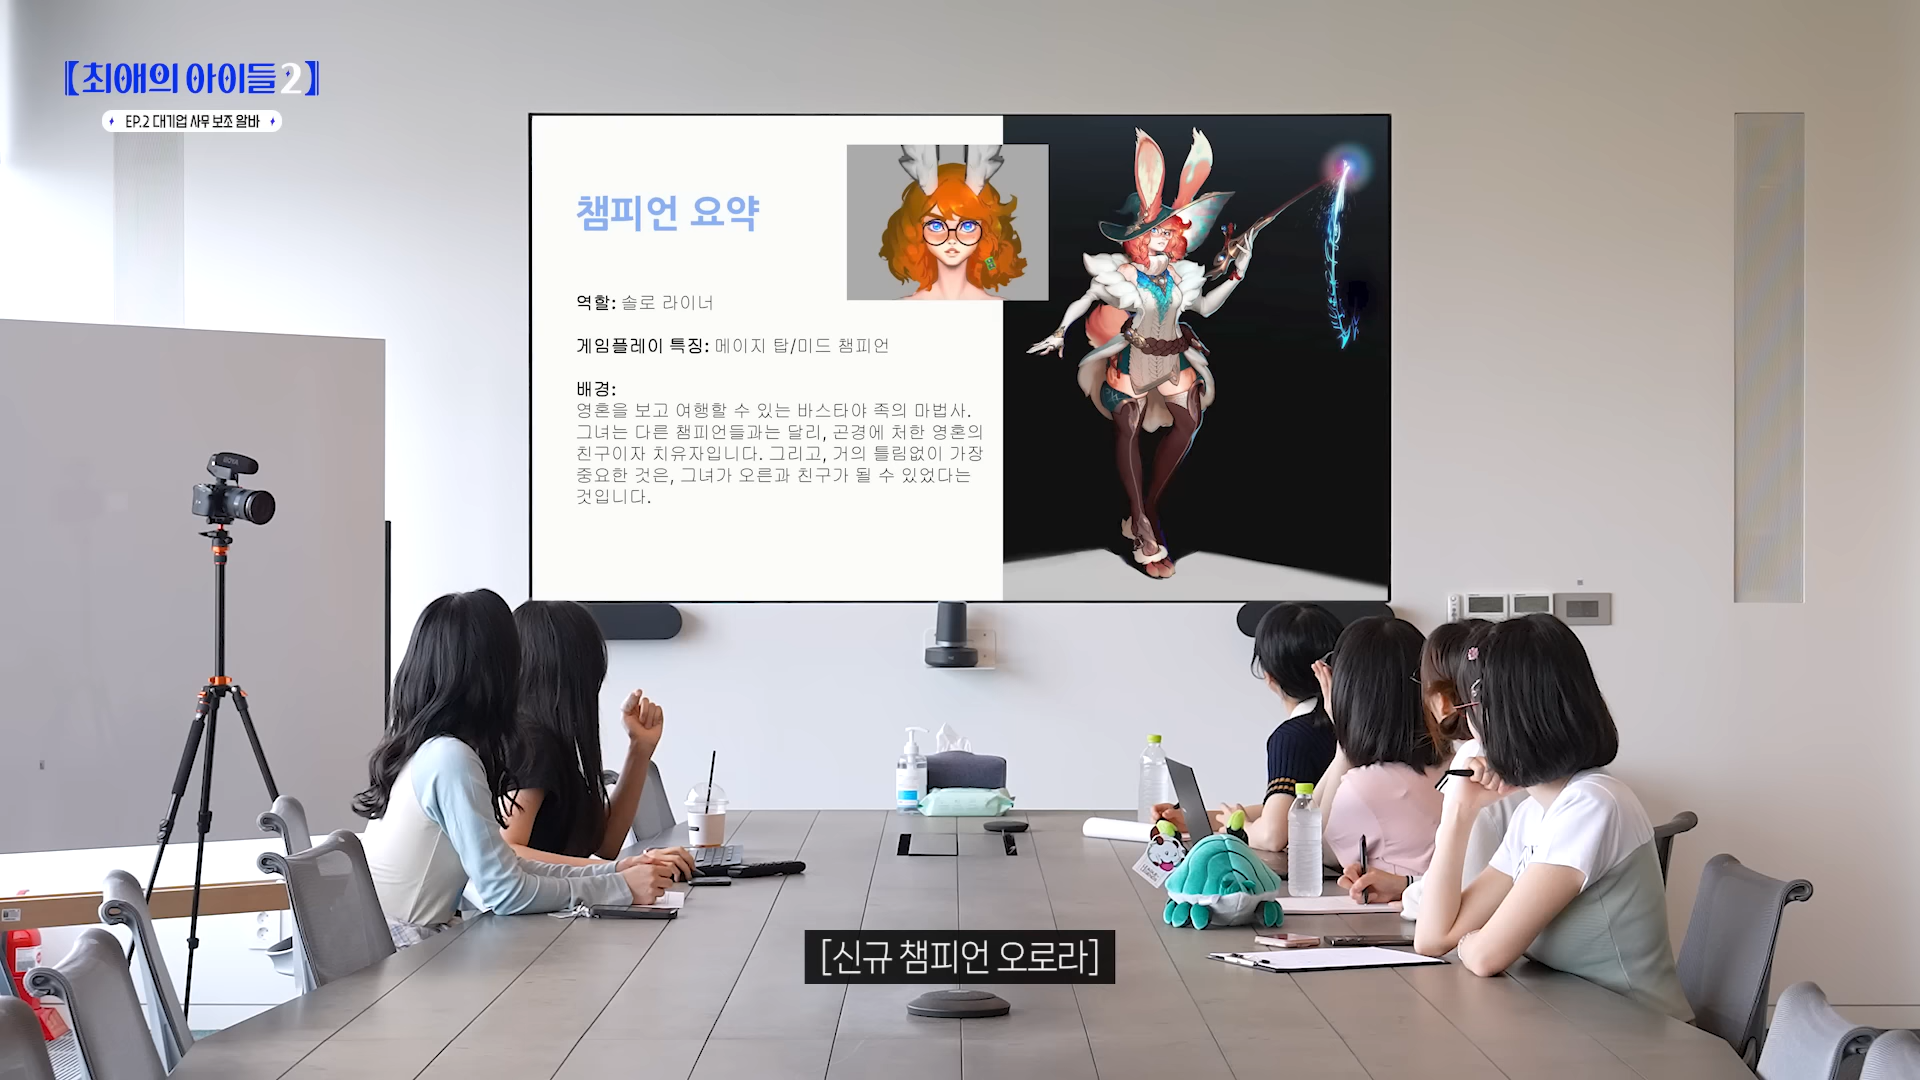 【최애의 아이들2】
EP.2 대기업 사무 보조 알바
챔피언 요약
역할: 솔로 라이너
게임플레이 특징: 메이지 탑/미드 챔피언
배경:
영혼을 보고 여행할 수 있는 바스타야 족의 마법사.
그녀는 다른 챔피언들과는 달리, 곤경에 처한 영혼의
친구이자 치유자입니다. 그리고, 거의 틀림없이 가장
중요한 것은, 그녀가 오른과 친구가 될 수 있었다는
것입니다.
BOYA
[신규 챔피언 오로라]